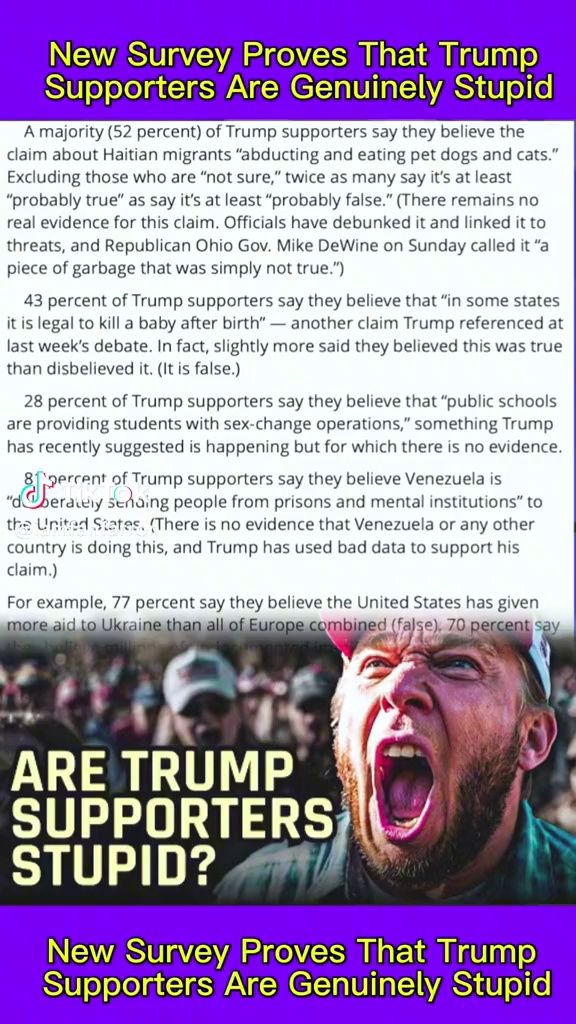 New Survey Proves That Trump
Supporters Are Genuinely Stupid
A majority (52 percent) of Trump supporters say they believe the
claim about Haitian migrants “abducting and eating pet dogs and cats.”
Excluding those who are “not sure,” twice as many say it’s at least
“probably true” as say it’s at least “probably false.” (There remains no
real evidence for this claim. Officials have debunked it and linked it to
threats, and Republican Ohio Gov. Mike DeWine on Sunday called it “a
piece of garbage that was simply not true.”)
43 percent of Trump supporters say they believe that “in some states
it is legal to kill a baby after birth” — another claim Trump referenced at
last week’s debate. In fact, slightly more said they believed this was true
than disbelieved it. (It is false.)
28 percent of Trump supporters say they believe that “public schools
are providing students with sex-change operations,” something Trump
has recently suggested is happening but for which there is no evidence.
percent of Trump supporters say they believe Venezuela is
“deliberately sending people from prisons and mental institutions” to
the United States. (There is no evidence that Venezuela or any other
country is doing this, and Trump has used bad data to support his
claim.)
TikTok
For example, 77 percent say they believe the United States has given
more aid to Ukraine than all of Europe combined (false), 70 percent say
ARE TRUMP
SUPPORTERS
STUPID?
New Survey Proves That Trump
Supporters Are Genuinely Stupid